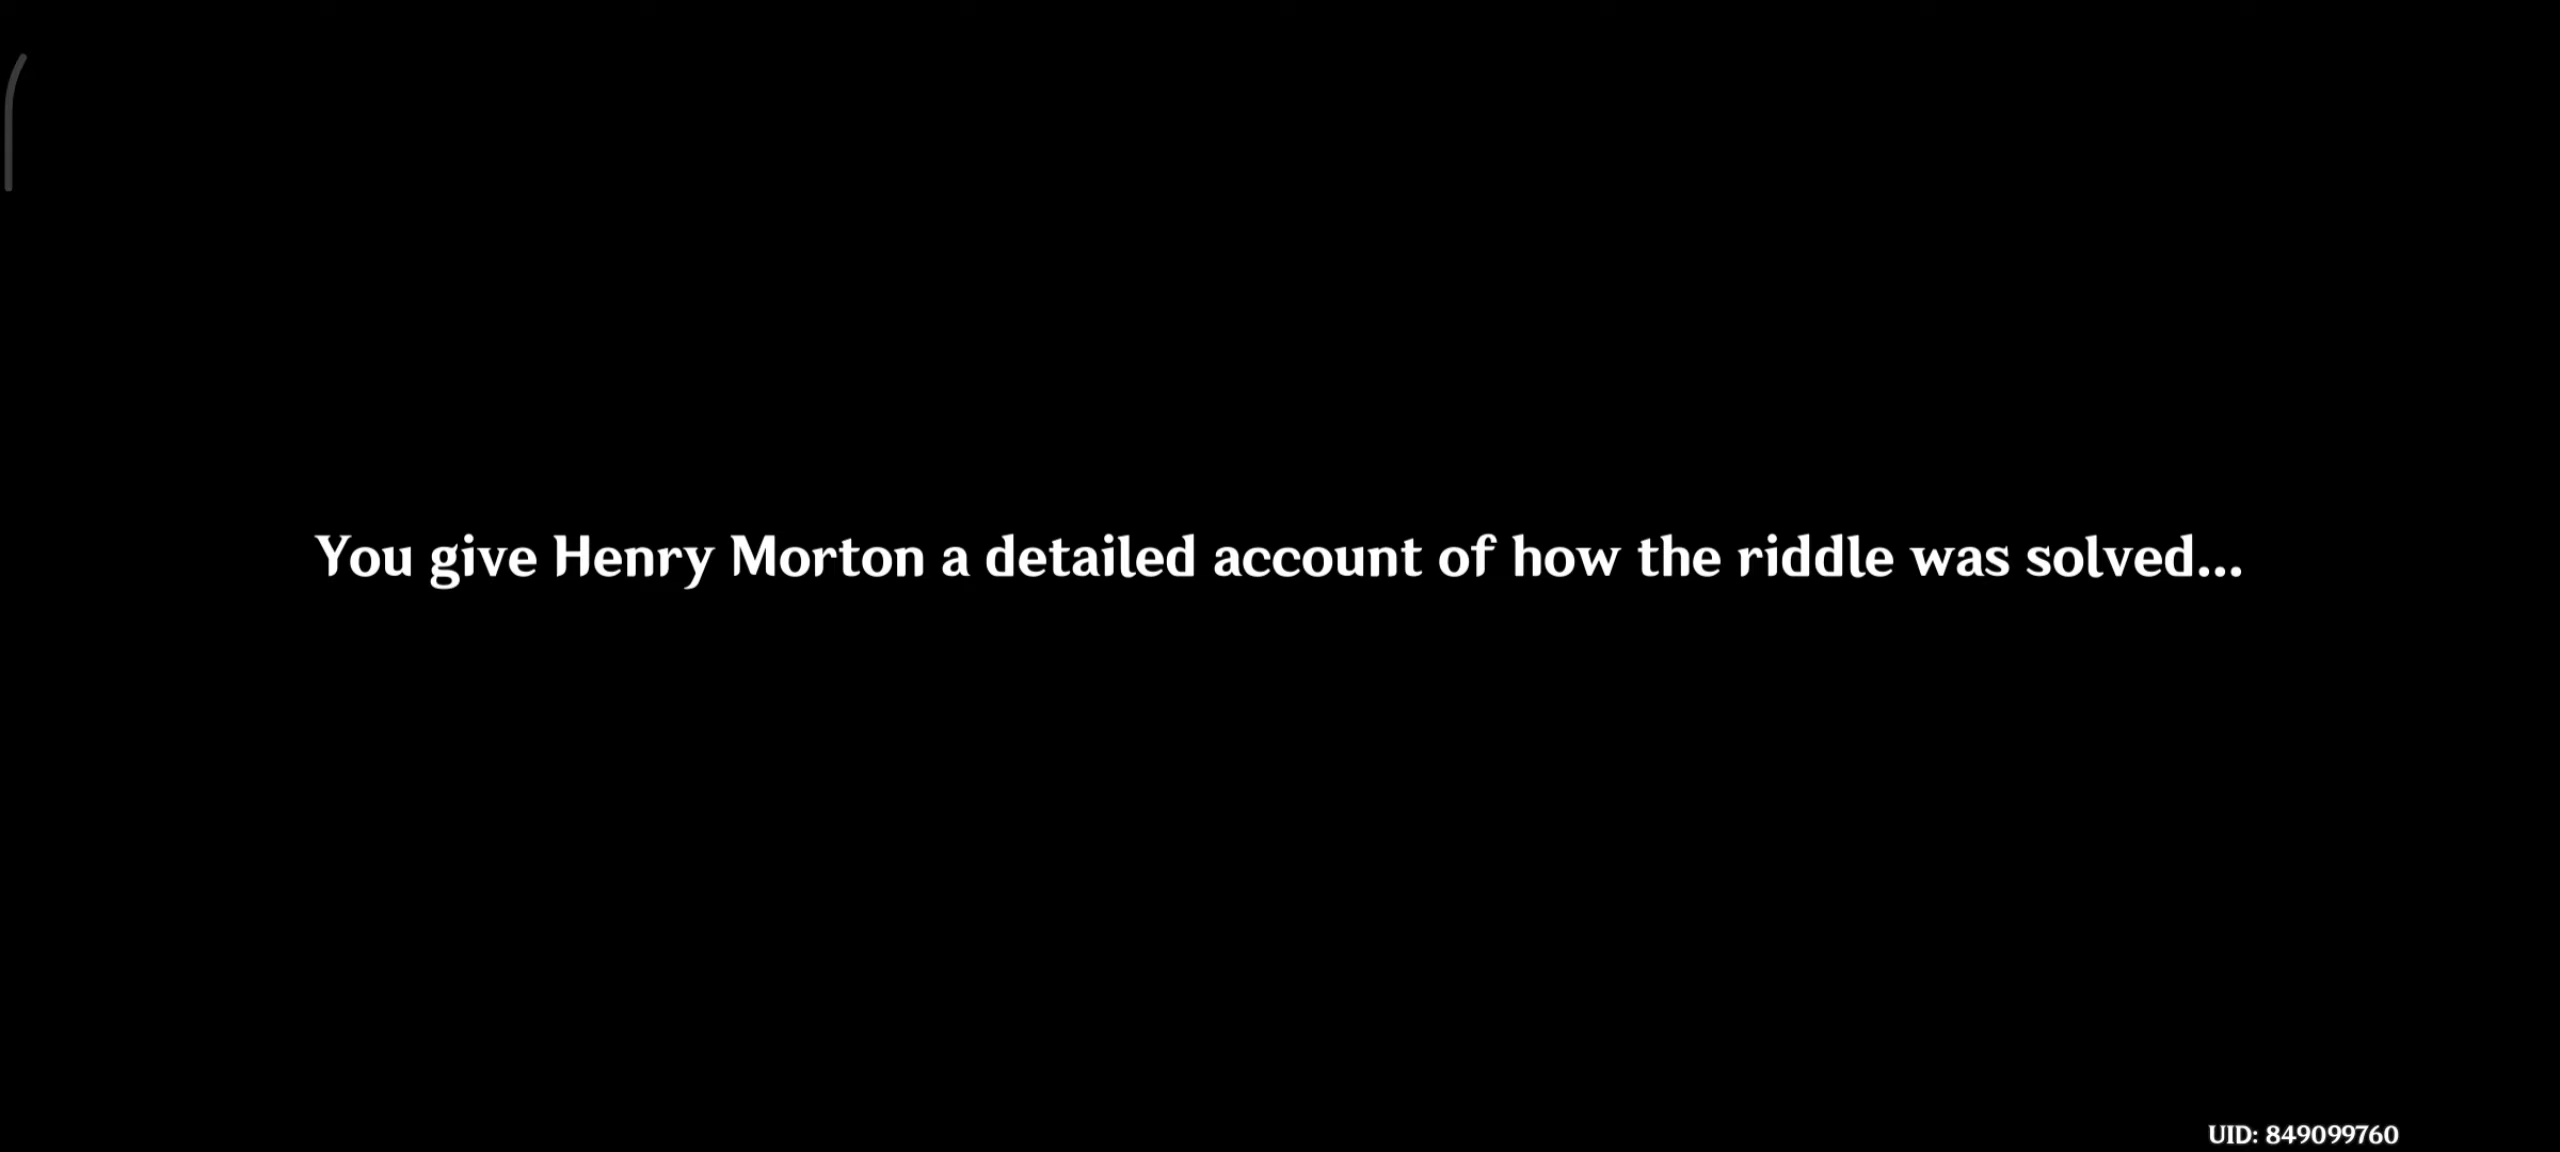 You give Henry Morton a detailed account of how the riddle was solved...
UID: 849099760